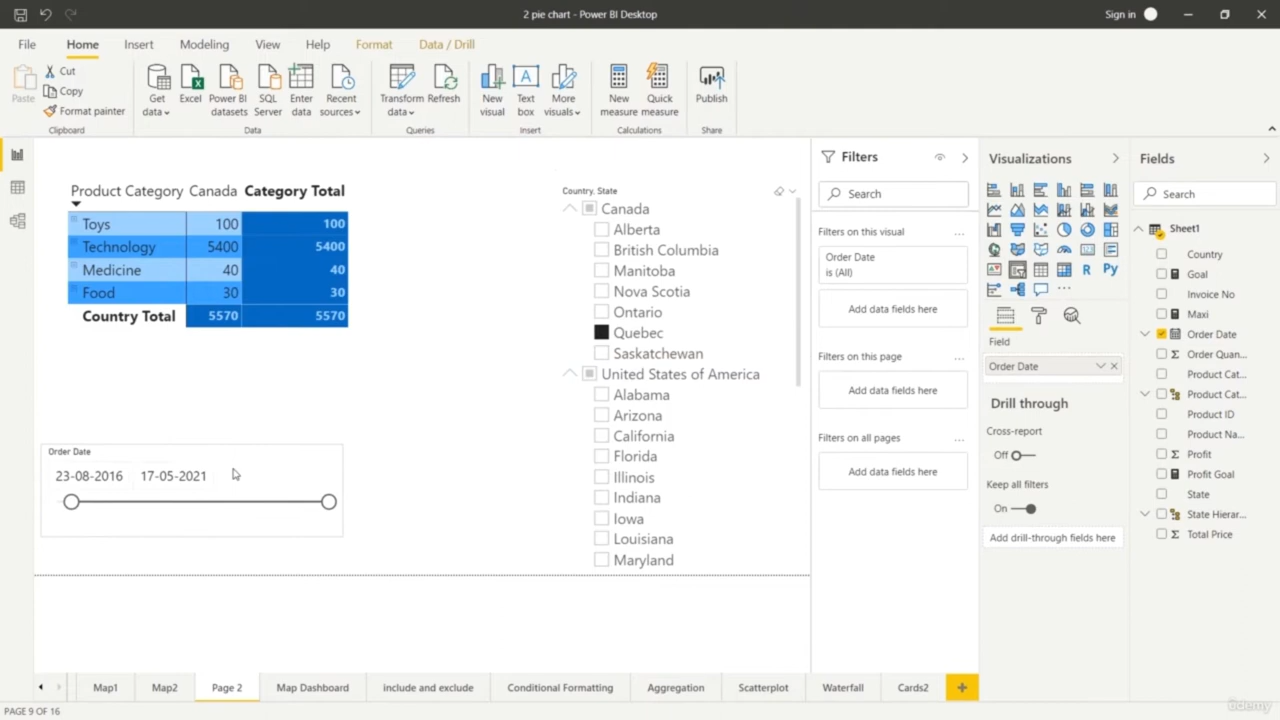 2 pie chart - Power BI Desktop
Sign in
File Home Insert Modeling View Help Format Data / Drill
Paste
Cut
Copy
Format painter
Clipboard
Get data
Excel
Power BI datasets
SQL Server
Enter data
Recent sources
Data
Transform data
Refresh
Queries
New visual
Text box
More visuals
Insert
New measure
Quick measure
Calculations
Publish
Share
Product Category Canada Category Total
Toys 100 100
Technology 5400 5400
Medicine 40 40
Food 30 30
Country Total 5570 5570
Order Date
23-08-2016 17-05-2021
Country, State
Canada
Alberta
British Columbia
Manitoba
Nova Scotia
Ontario
Quebec
Saskatchewan
United States of America
Alabama
Arizona
California
Florida
Illinois
Indiana
Iowa
Louisiana
Maryland
Filters
Search
Filters on this visual ...
Order Date
is (All)
Add data fields here
Filters on this page ...
Add data fields here
Filters on all pages ...
Add data fields here
Visualizations
R Py
...
Field
Order Date
Drill through
Cross-report
Off
Keep all filters
On
Add drill-through fields here
Fields
Search
Sheet1
Country
Goal
Invoice No
Maxi
Order Date
Order Quan...
Product Cat...
Product Cat...
Product ID
Product Na...
Profit
Profit Goal
State
State Hierar...
Total Price
Map1 Map2 Page 2 Map Dashboard include and exclude Conditional Formatting Aggregation Scatterplot Waterfall Cards2 +
PAGE 9 OF 16
ûdemy